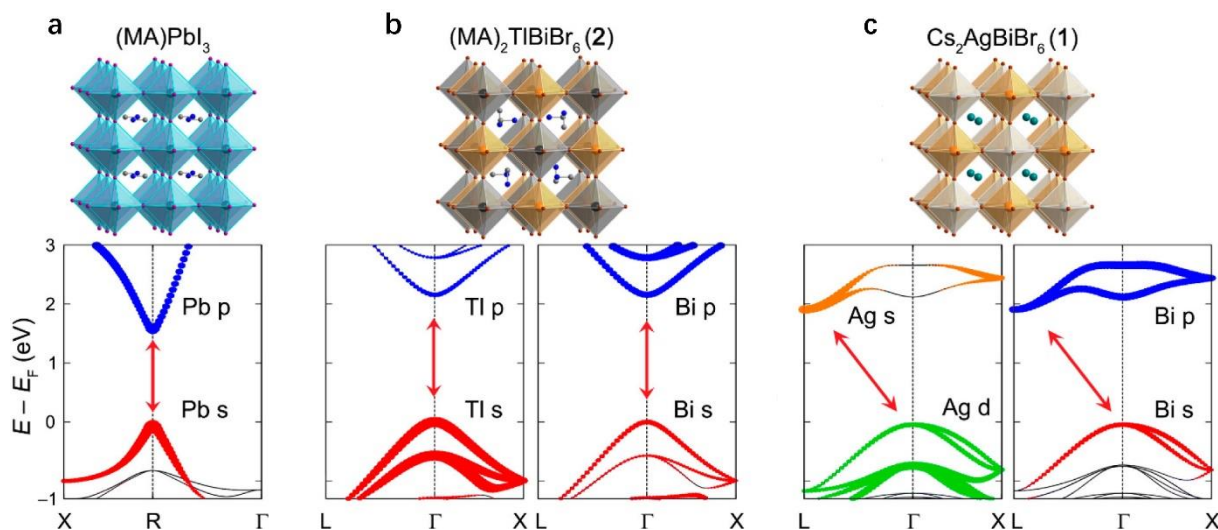 a
(MA)PbI₃
b
(MA)₂TlBiBr₆ (2)
c
Cs₂AgBiBr₆ (1)
E – E_F (eV)
3
2
1
0
−1
Pb p
Pb s
X R Γ
Tl p
Tl s
L Γ X
Bi p
Bi s
L Γ X
Ag s
Ag d
L Γ X
Bi p
Bi s
L Γ X